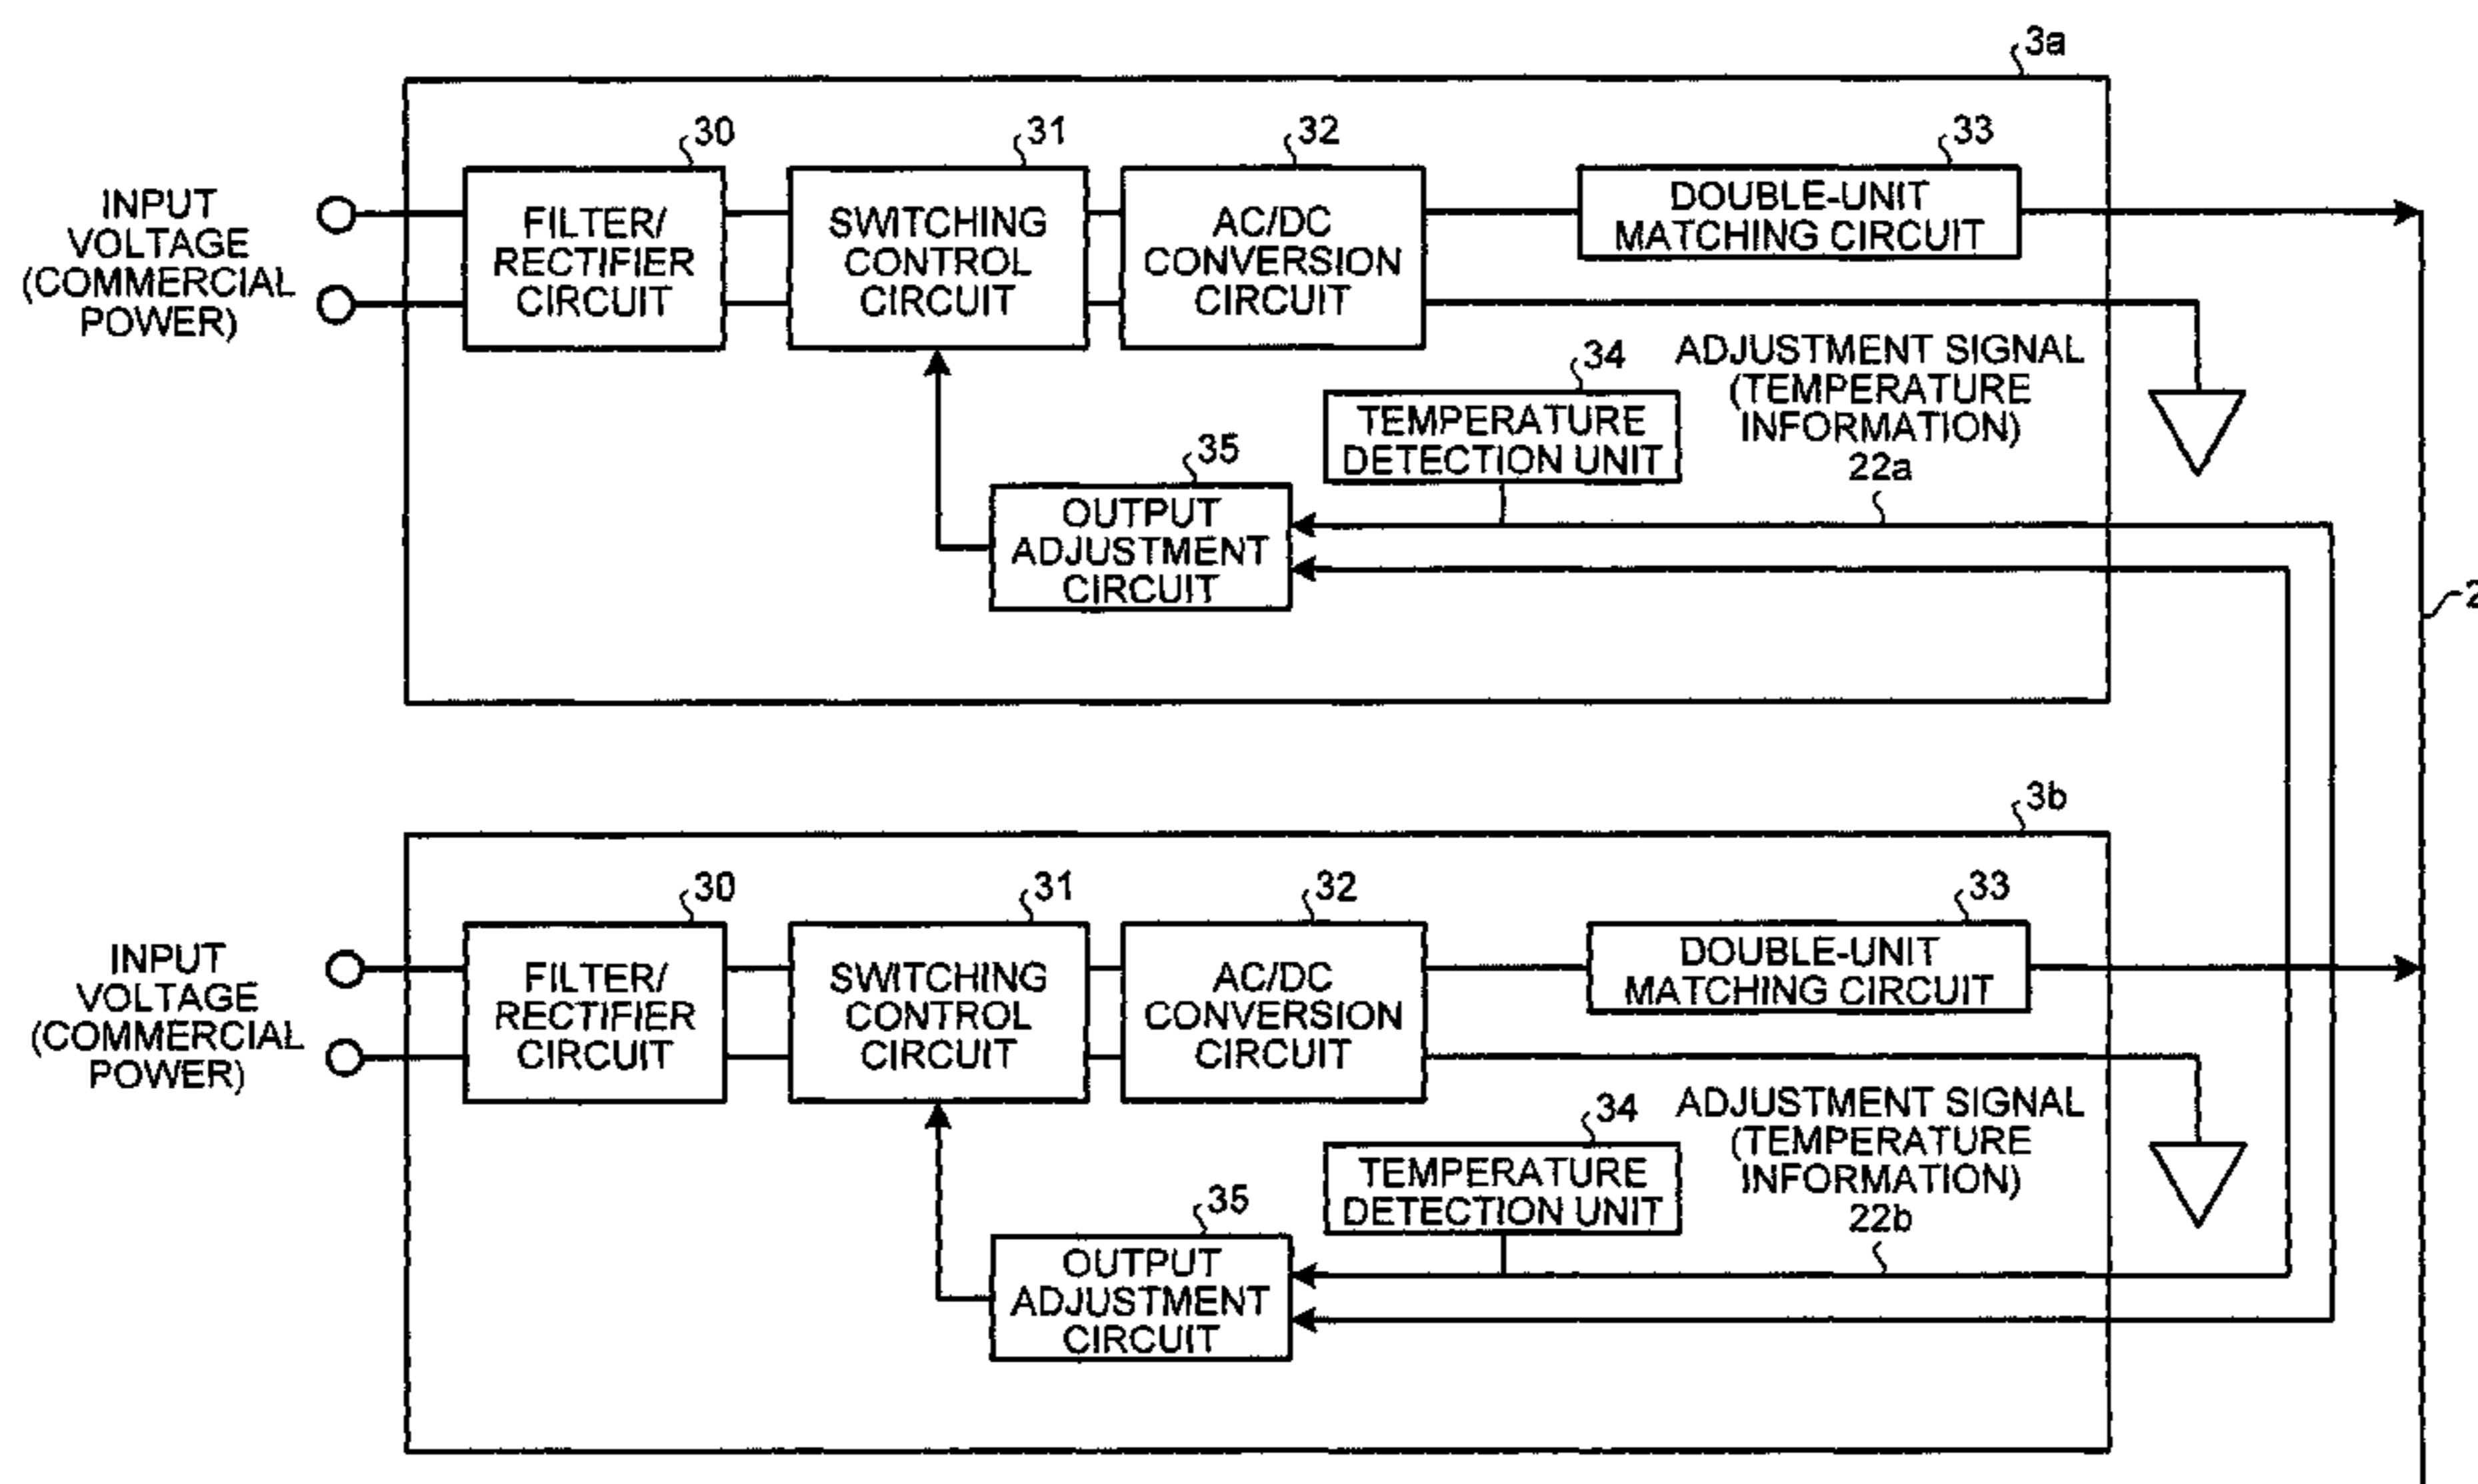 3a
30
31
32
33
INPUT
VOLTAGE
(COMMERCIAL
POWER)
FILTER/
RECTIFIER
CIRCUIT
SWITCHING
CONTROL
CIRCUIT
AC/DC
CONVERSION
CIRCUIT
DOUBLE-UNIT
MATCHING CIRCUIT
34
TEMPERATURE
DETECTION UNIT
ADJUSTMENT SIGNAL
(TEMPERATURE
INFORMATION)
22a
35
OUTPUT
ADJUSTMENT
CIRCUIT
3b
30
31
32
33
INPUT
VOLTAGE
(COMMERCIAL
POWER)
FILTER/
RECTIFIER
CIRCUIT
SWITCHING
CONTROL
CIRCUIT
AC/DC
CONVERSION
CIRCUIT
DOUBLE-UNIT
MATCHING CIRCUIT
34
TEMPERATURE
DETECTION UNIT
ADJUSTMENT SIGNAL
(TEMPERATURE
INFORMATION)
22b
35
OUTPUT
ADJUSTMENT
CIRCUIT